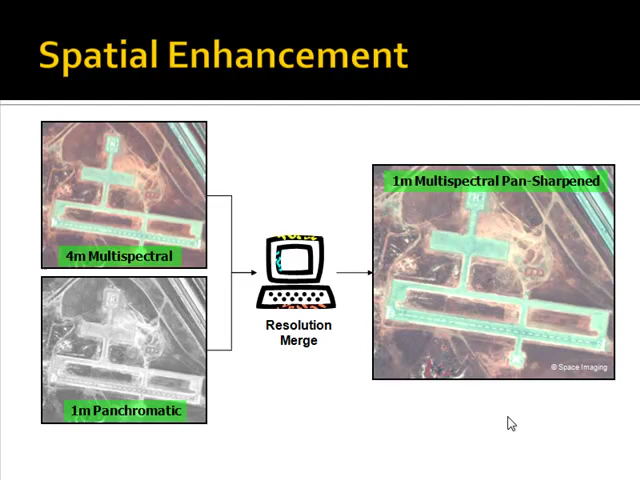 Spatial Enhancement
4m Multispectral
1m Panchromatic
Resolution
Merge
1m Multispectral Pan-Sharpened
© Space Imaging